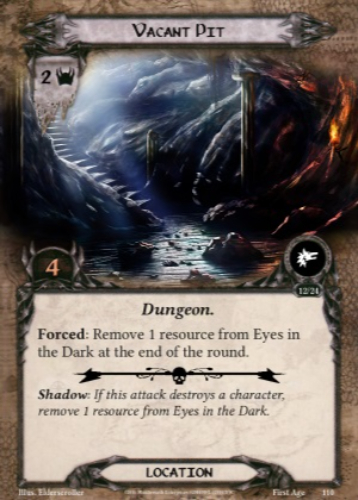 VACANT PIT
2
4
12/24
Dungeon.
Forced: Remove 1 resource from Eyes in
the Dark at the end of the round.
Shadow: If this attack destroys a character,
remove 1 resource from Eyes in the Dark.
LOCATION
First Age